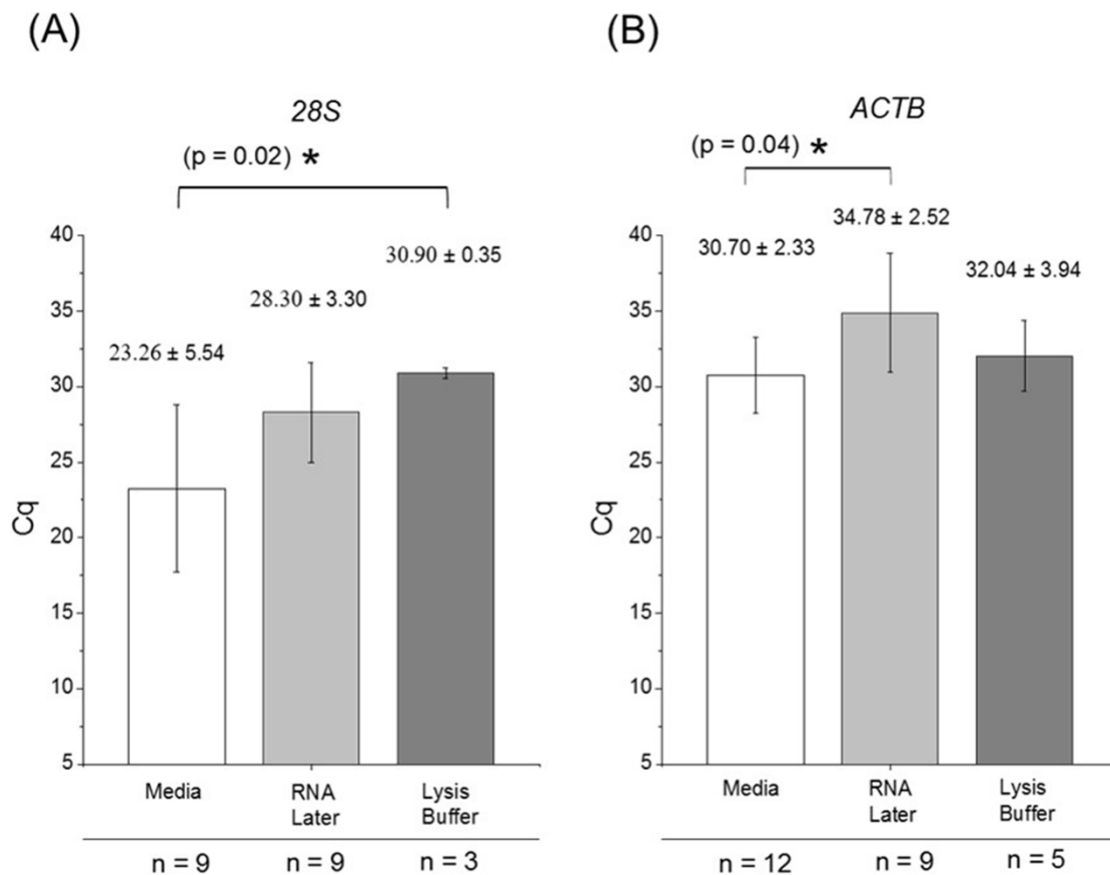 (A)
28S
(p = 0.02) *
40
35
30
25
20
15
10
5
Cq
23.26 ± 5.54
28.30 ± 3.30
30.90 ± 0.35
Media
RNA
Later
Lysis
Buffer
n = 9
n = 9
n = 3
(B)
ACTB
(p = 0.04) *
40
35
30
25
20
15
10
5
Cq
30.70 ± 2.33
34.78 ± 2.52
32.04 ± 3.94
Media
RNA
Later
Lysis
Buffer
n = 12
n = 9
n = 5